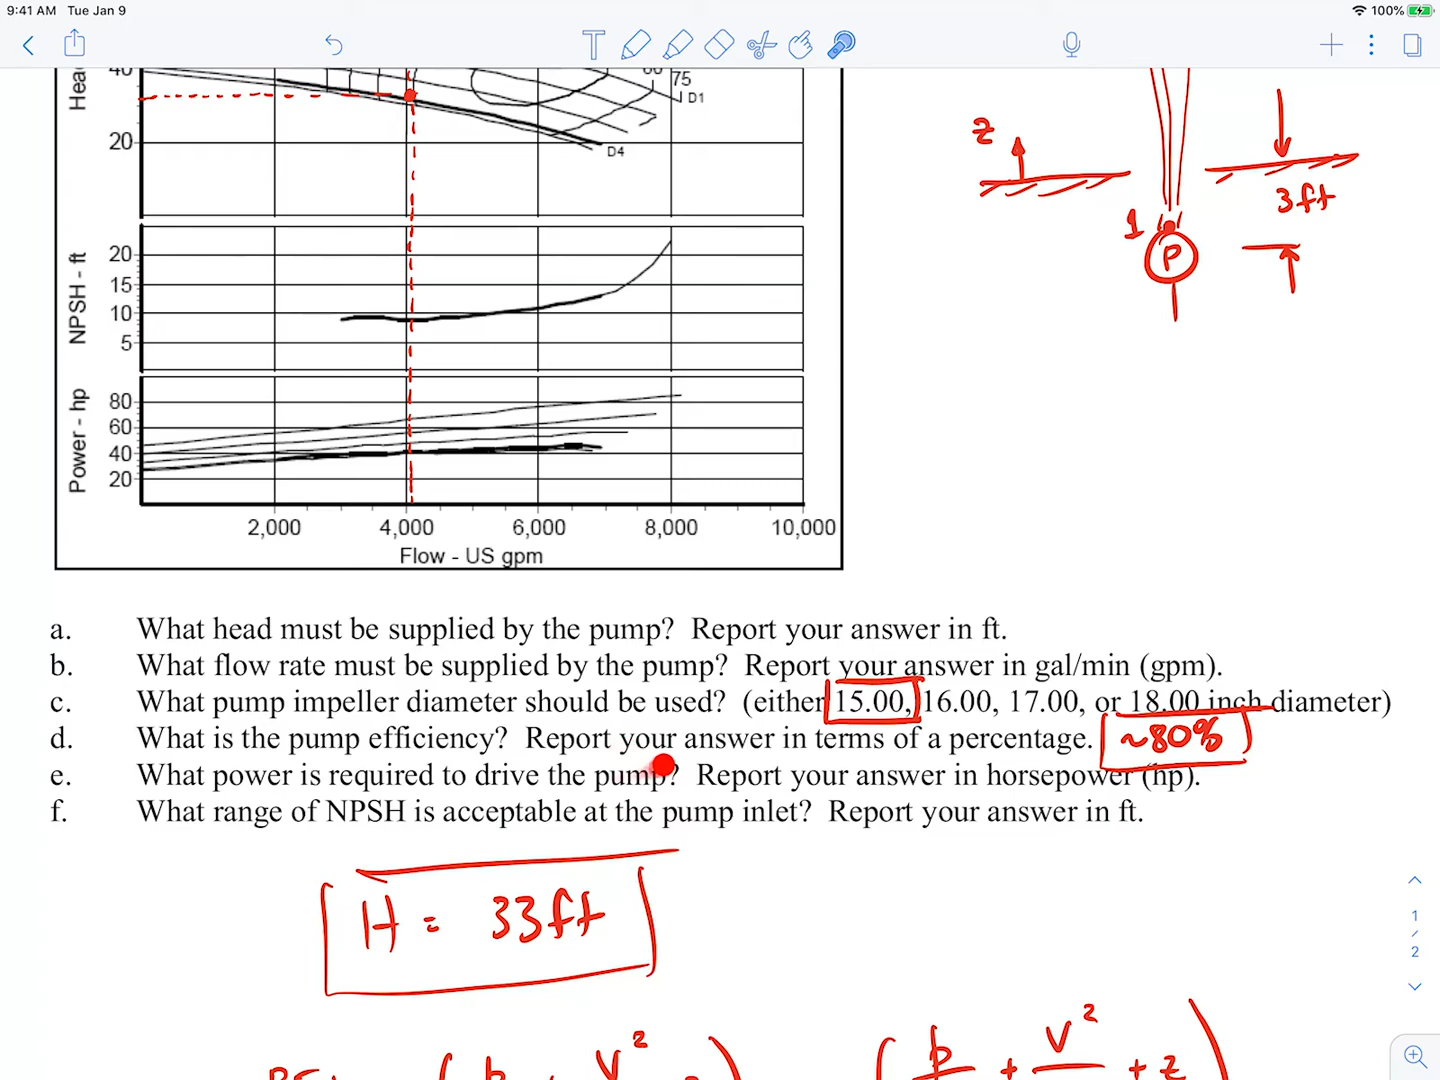 9:41 AM Tue Jan 9
100%
40
Head
20
75
D1
D4
z
3ft
1
P
NPSH - ft
20
15
10
5
Power - hp
80
60
40
20
2,000 4,000 6,000 8,000 10,000
Flow - US gpm
a. What head must be supplied by the pump? Report your answer in ft.
b. What flow rate must be supplied by the pump? Report your answer in gal/min (gpm).
c. What pump impeller diameter should be used? (either 15.00, 16.00, 17.00, or 18.00 inch diameter)
d. What is the pump efficiency? Report your answer in terms of a percentage. ~80%
e. What power is required to drive the pump? Report your answer in horsepower (hp).
f. What range of NPSH is acceptable at the pump inlet? Report your answer in ft.
H = 33ft
1
/
2
( p + V² ) ( p + V² + z )